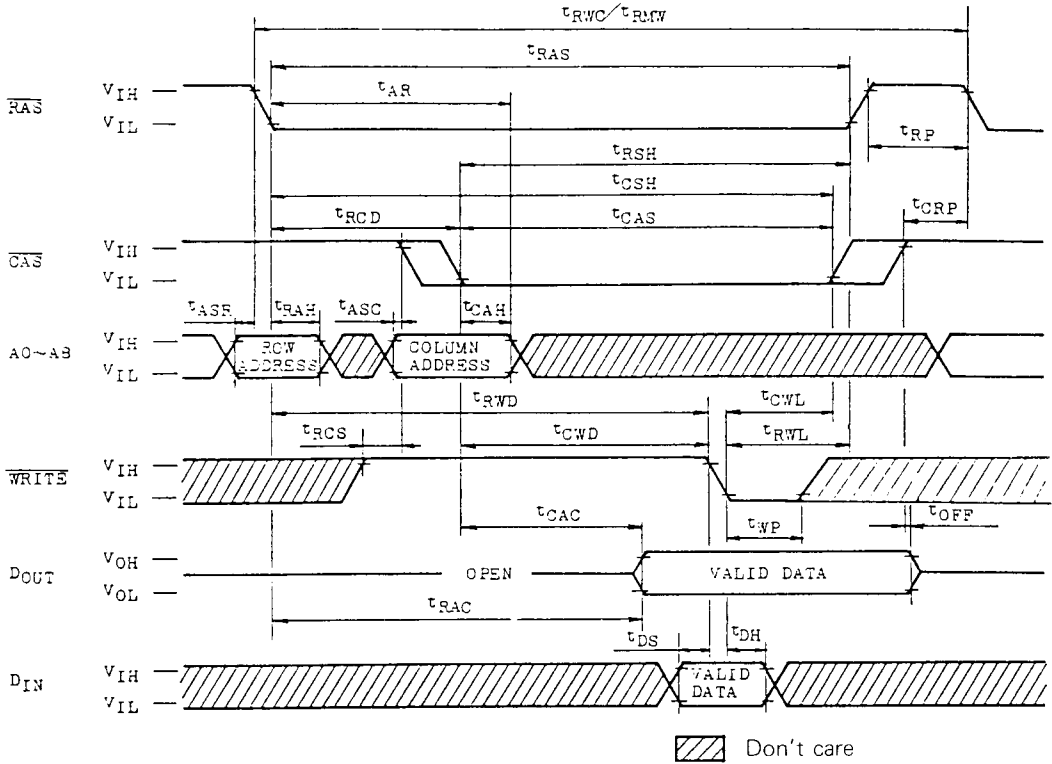 tRWC/tRMW
tRAS
tAR
RAS
VIH
VIL
tRP
tRSH
tCSH
tRCD
tCAS
tCRP
CAS
VIH
VIL
tASR
tRAH
tASC
tCAH
A0~A8
VIH
VIL
ROW
ADDRESS
COLUMN
ADDRESS
tRWD
tCWL
tRCS
tCWD
tRWL
WRITE
VIH
VIL
tCAC
tWP
tOFF
DOUT
VOH
VOL
OPEN
VALID DATA
tRAC
tDS
tDH
DIN
VIH
VIL
VALID
DATA
Don't care